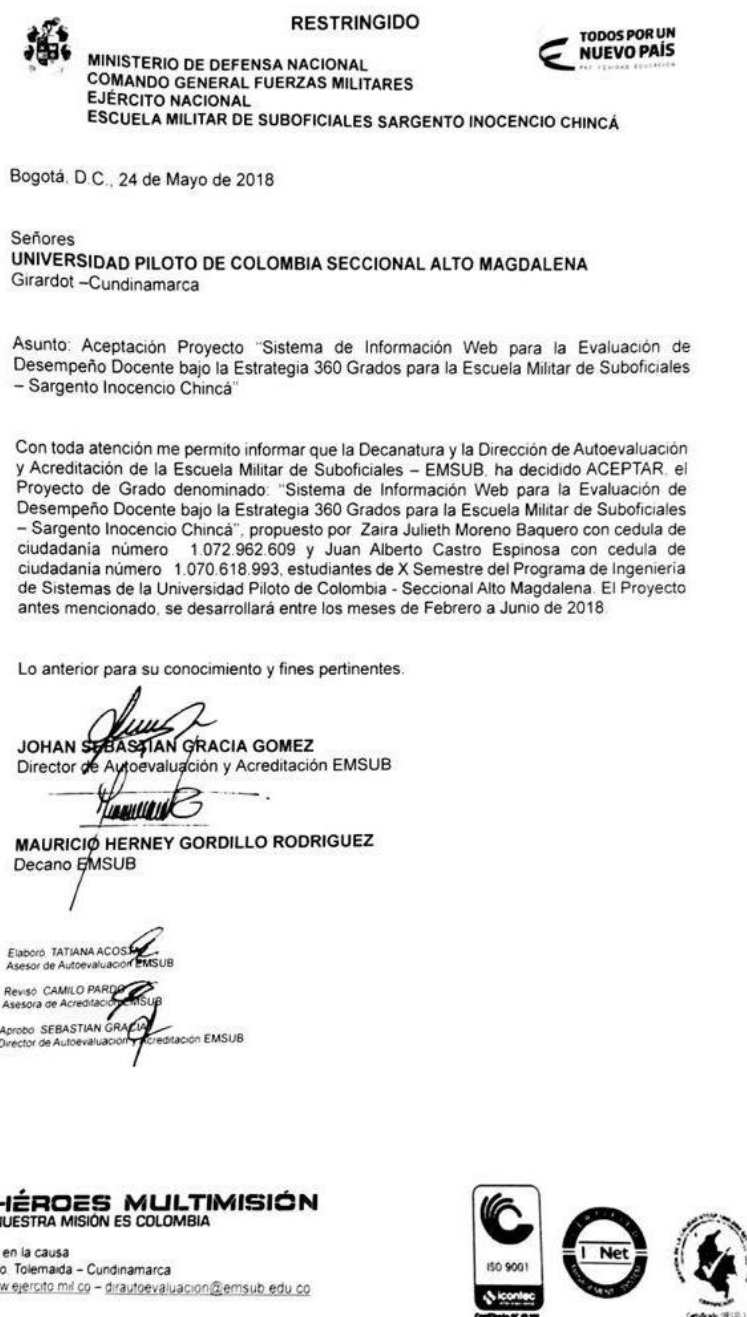 RESTRINGIDO
TODOS POR UN
NUEVO PAÍS
PAZ EQUIDAD EDUCACIÓN
MINISTERIO DE DEFENSA NACIONAL
COMANDO GENERAL FUERZAS MILITARES
EJÉRCITO NACIONAL
ESCUELA MILITAR DE SUBOFICIALES SARGENTO INOCENCIO CHINCÁ
Bogotá, D.C., 24 de Mayo de 2018
Señores
UNIVERSIDAD PILOTO DE COLOMBIA SECCIONAL ALTO MAGDALENA
Girardot –Cundinamarca
Asunto: Aceptación Proyecto “Sistema de Información Web para la Evaluación de
Desempeño Docente bajo la Estrategia 360 Grados para la Escuela Militar de Suboficiales
– Sargento Inocencio Chincá”
Con toda atención me permito informar que la Decanatura y la Dirección de Autoevaluación
y Acreditación de la Escuela Militar de Suboficiales – EMSUB, ha decidido ACEPTAR, el
Proyecto de Grado denominado: “Sistema de Información Web para la Evaluación de
Desempeño Docente bajo la Estrategia 360 Grados para la Escuela Militar de Suboficiales
– Sargento Inocencio Chincá”, propuesto por Zaira Julieth Moreno Baquero con cedula de
ciudadanía número 1.072.962.609 y Juan Alberto Castro Espinosa con cedula de
ciudadanía número 1.070.618.993, estudiantes de X Semestre del Programa de Ingeniería
de Sistemas de la Universidad Piloto de Colombia - Seccional Alto Magdalena. El Proyecto
antes mencionado, se desarrollará entre los meses de Febrero a Junio de 2018.
Lo anterior para su conocimiento y fines pertinentes.
JOHAN SEBASTIAN GRACIA GOMEZ
Director de Autoevaluación y Acreditación EMSUB
MAURICIO HERNEY GORDILLO RODRIGUEZ
Decano EMSUB
Elaboró TATIANA ACOSTA
Asesor de Autoevaluación EMSUB
Revisó CAMILO PARDO
Asesora de Acreditación EMSUB
Aprobo SEBASTIAN GRACIA
Director de Autoevaluación y Acreditación EMSUB
HÉROES MULTIMISIÓN
NUESTRA MISIÓN ES COLOMBIA
en la causa
o. Tolemaida – Cundinamarca
w.ejercito.mil.co – dirautoevaluacion@emsub.edu.co
ISO 9001
icontec
I Net